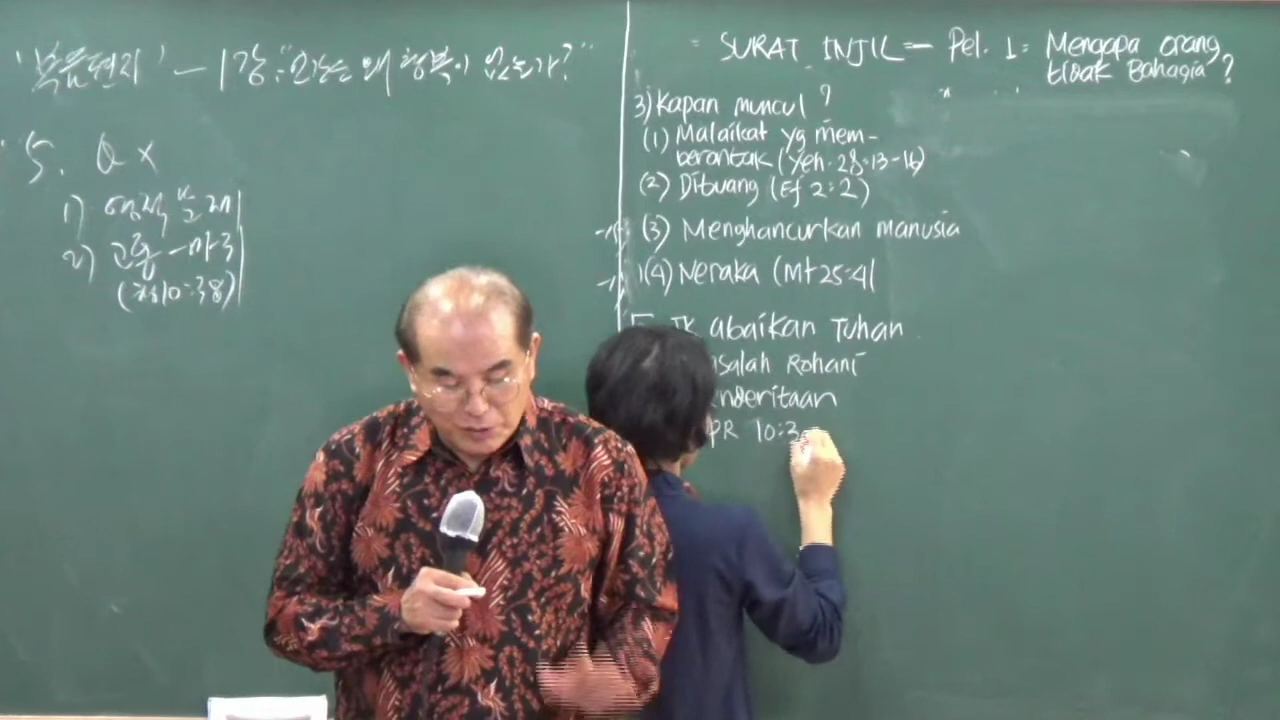 '복음편지' – 1강: "인간은 왜 행복이 없는가?"
5. ①x
1) 영적 문제
2) 고통 – 마귀
(행10:38)
= SURAT INJIL = Pel. 1 = Mengapa orang
tidak Bahagia ?
3) Kapan muncul ?
(1) Malaikat yg mem-
berontak (Yeh. 28:13-16)
(2) Dibuang (Ef 2:2)
(3) Menghancurkan manusia
(4) Neraka (Mt 25:41
abaikan Tuhan
Rohani
10:3